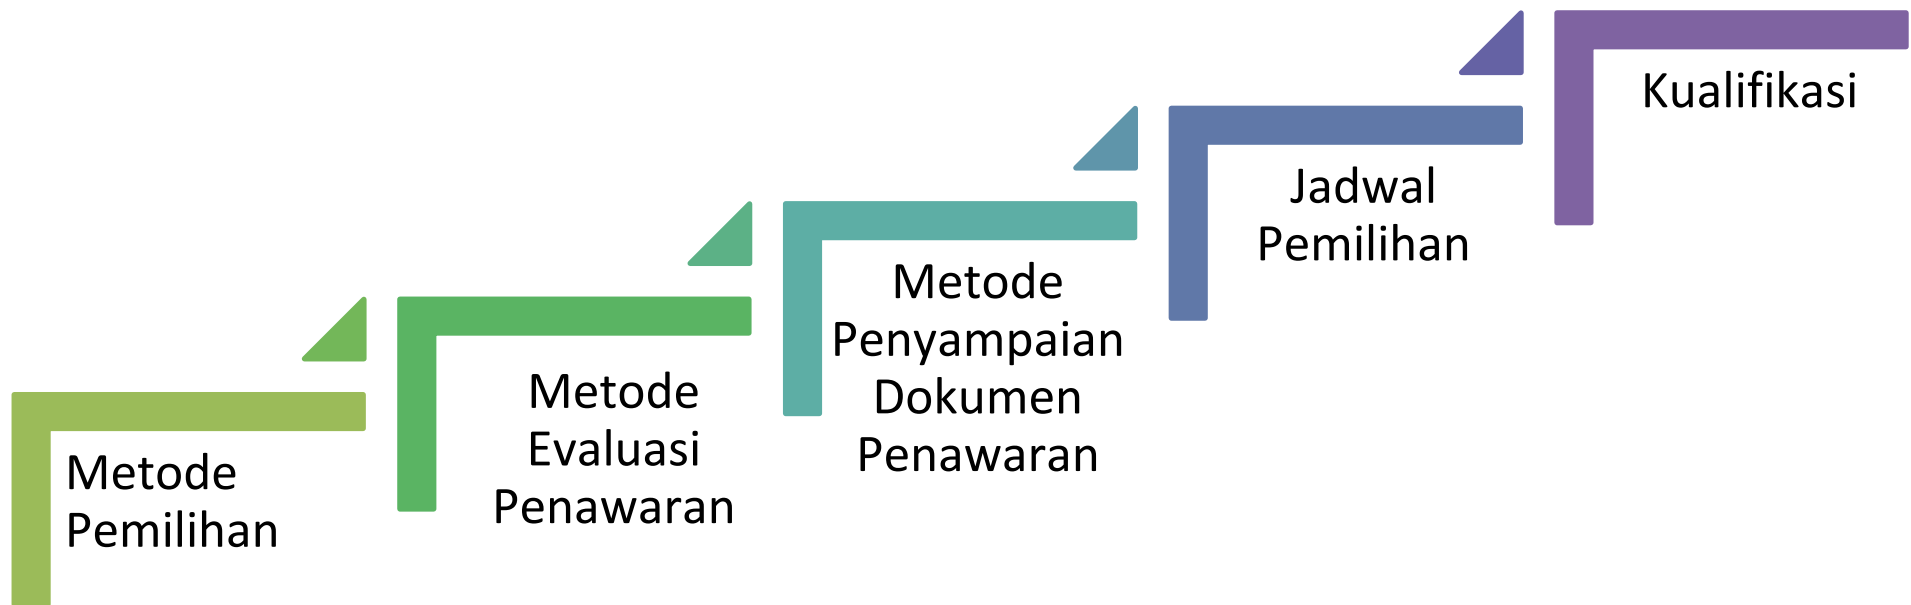 Metode
Pemilihan
Metode
Evaluasi
Penawaran
Metode
Penyampaian
Dokumen
Penawaran
Jadwal
Pemilihan
Kualifikasi